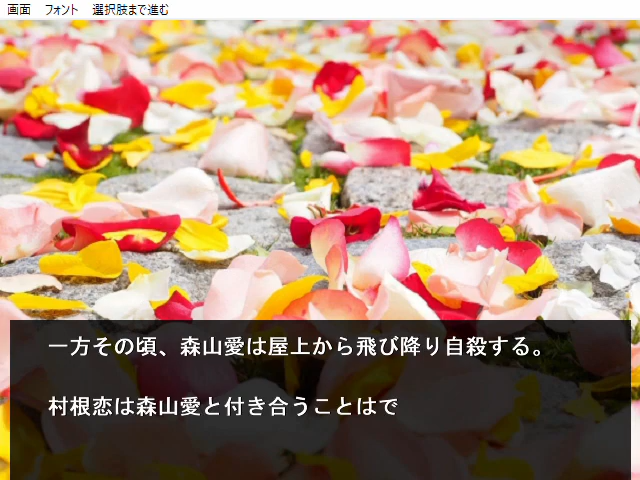 画面 フォント 選択肢まで進む
一方その頃、森山愛は屋上から飛び降り自殺する。
村根恋は森山愛と付き合うことはで